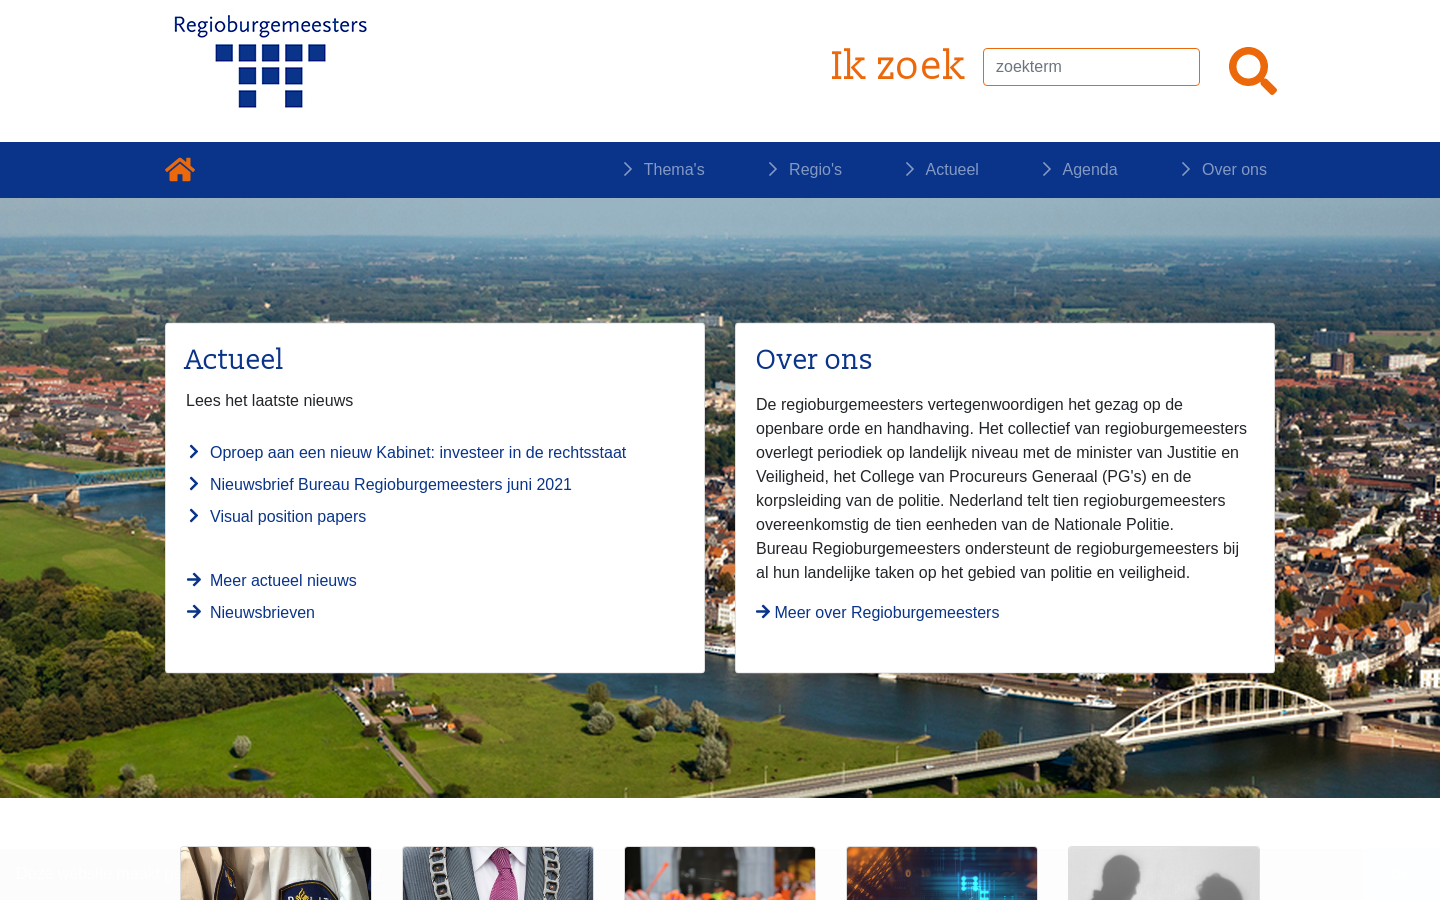 Regioburgemeesters
Ik zoek
zoekterm
Thema's
Regio's
Actueel
Agenda
Over ons
Actueel
Lees het laatste nieuws
Oproep aan een nieuw Kabinet: investeer in de rechtsstaat
Nieuwsbrief Bureau Regioburgemeesters juni 2021
Visual position papers
Meer actueel nieuws
Nieuwsbrieven
Over ons
De regioburgemeesters vertegenwoordigen het gezag op de
openbare orde en handhaving. Het collectief van regioburgemeesters
overlegt periodiek op landelijk niveau met de minister van Justitie en
Veiligheid, het College van Procureurs Generaal (PG's) en de
korpsleiding van de politie. Nederland telt tien regioburgemeesters
overeenkomstig de tien eenheden van de Nationale Politie.
Bureau Regioburgemeesters ondersteunt de regioburgemeesters bij
al hun landelijke taken op het gebied van politie en veiligheid.
Meer over Regioburgemeesters